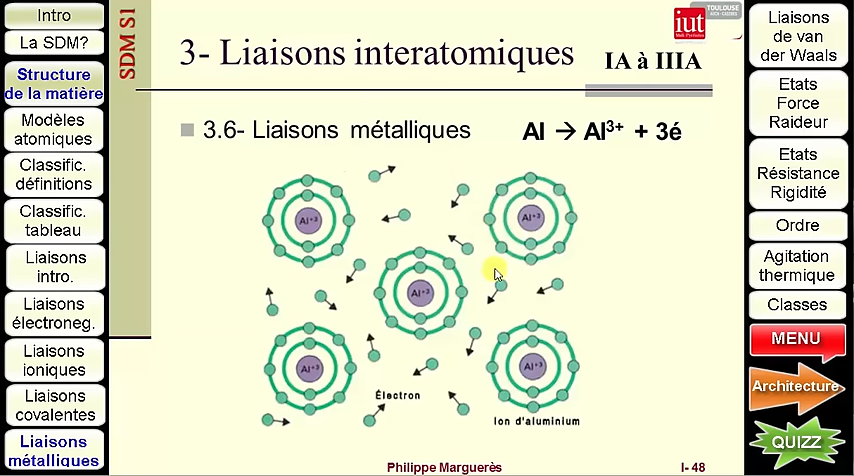 Intro
La SDM?
Structure
de la matière
Modèles
atomiques
Classific.
définitions
Classific.
tableau
Liaisons
intro.
Liaisons
électroneg.
Liaisons
ioniques
Liaisons
covalentes
Liaisons
métalliques
SDM S1
3- Liaisons interatomiques
IA à IIIA
iut
TOULOUSE
3.6- Liaisons métalliques
Al → Al3+ + 3é
Al+3
Al+3
Al+3
Al+3
Al+3
Électron
Ion d'aluminium
Philippe Marguerès
I- 48
Liaisons
de van
der Waals
Etats
Force
Raideur
Etats
Résistance
Rigidité
Ordre
Agitation
thermique
Classes
MENU
Architecture
QUIZZ